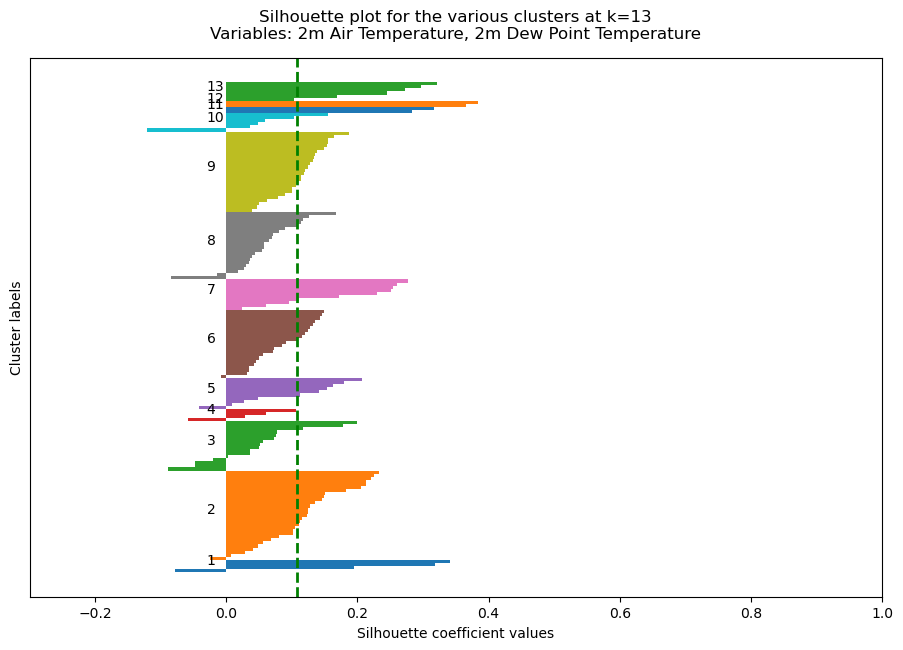 Silhouette plot for the various clusters at k=13
Variables: 2m Air Temperature, 2m Dew Point Temperature
Cluster labels
13
12
11
10
9
8
7
6
5
4
3
2
1
−0.2 0.0 0.2 0.4 0.6 0.8 1.0
Silhouette coefficient values